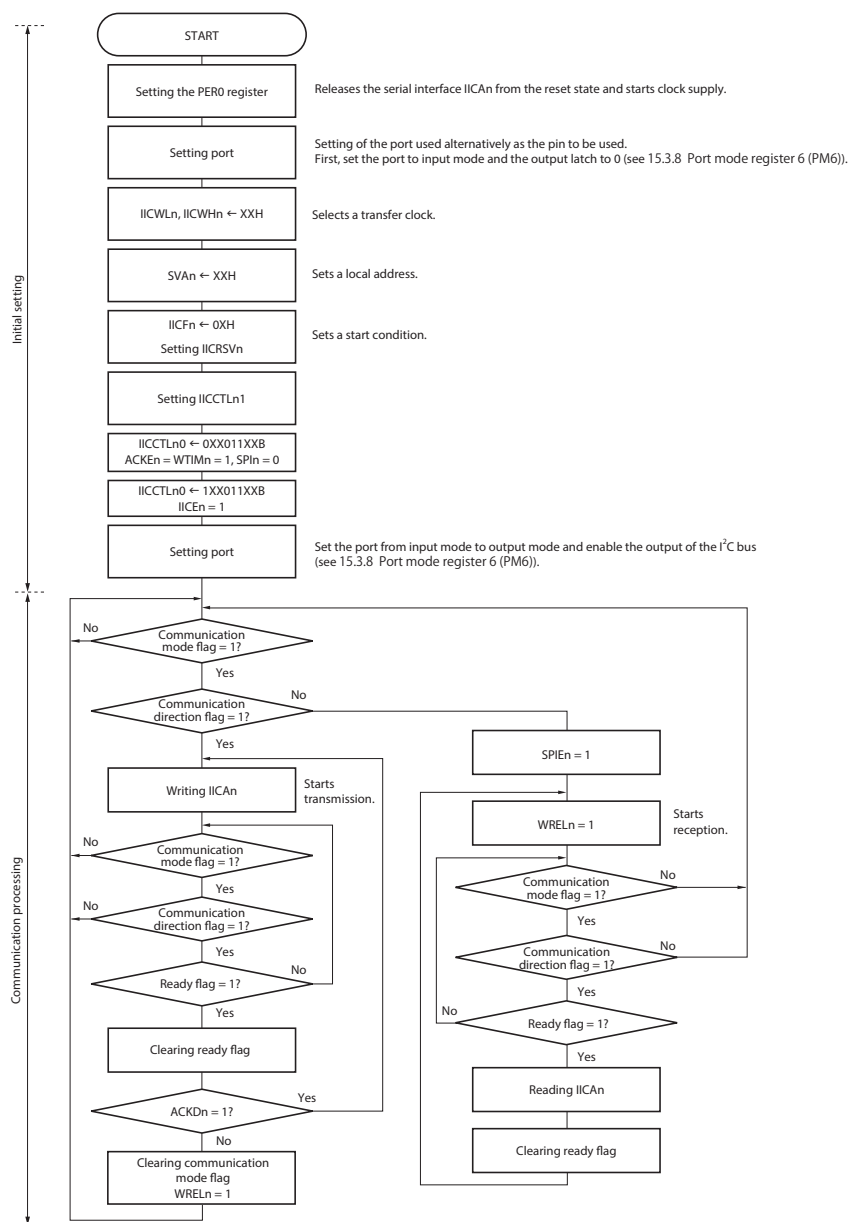 START
Setting the PER0 register
Releases the serial interface IICAn from the reset state and starts clock supply.
Setting port
Setting of the port used alternatively as the pin to be used.
First, set the port to input mode and the output latch to 0 (see 15.3.8 Port mode register 6 (PM6)).
IICWLn, IICWHn ← XXH
Selects a transfer clock.
SVAn ← XXH
Sets a local address.
IICFn ← 0XH
Setting IICRSVn
Sets a start condition.
Setting IICCTLn1
IICCTLn0 ← 0XX011XXB
ACKEn = WTIMn = 1, SPIn = 0
IICCTLn0 ← 1XX011XXB
IICEn = 1
Setting port
Set the port from input mode to output mode and enable the output of the I²C bus
(see 15.3.8 Port mode register 6 (PM6)).
Initial setting
Communication processing
No
Communication
mode flag = 1?
Yes
No
Communication
direction flag = 1?
Yes
Writing IICAn
Starts
transmission.
No
Communication
mode flag = 1?
Yes
No
Communication
direction flag = 1?
Yes
No
Ready flag = 1?
Yes
Clearing ready flag
Yes
ACKDn = 1?
No
Clearing communication
mode flag
WRELn = 1
SPIEn = 1
WRELn = 1
Starts
reception.
No
Communication
mode flag = 1?
Yes
No
Communication
direction flag = 1?
Yes
No
Ready flag = 1?
Yes
Reading IICAn
Clearing ready flag